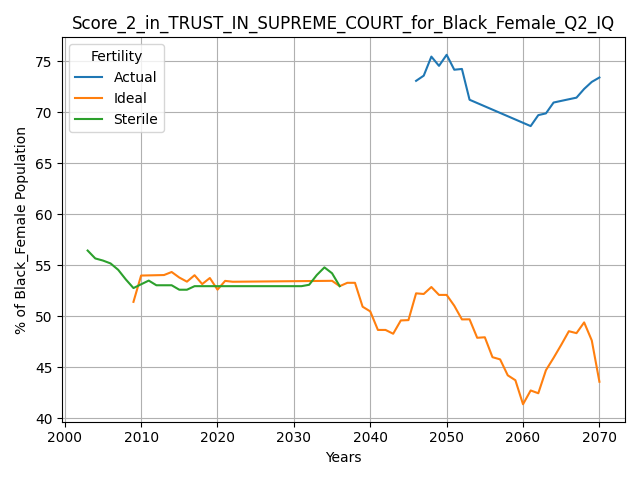 Score_2_in_TRUST_IN_SUPREME_COURT_for_Black_Female_Q2_IQ
Fertility
Actual
Ideal
Sterile
% of Black_Female Population
75
70
65
60
55
50
45
40
2000
2010
2020
2030
2040
2050
2060
2070
Years